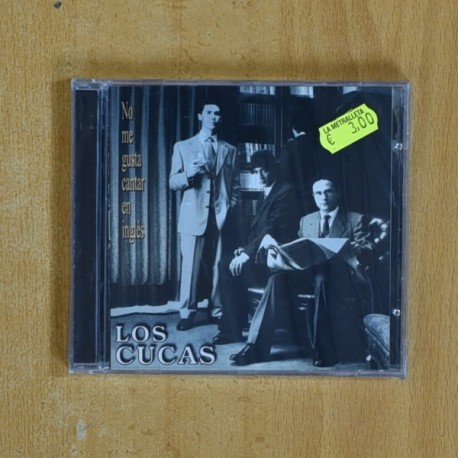 No
me
gusta
cantar
en
inglés
LA METRALLETA
€ 3,00
LOS
CUCAS